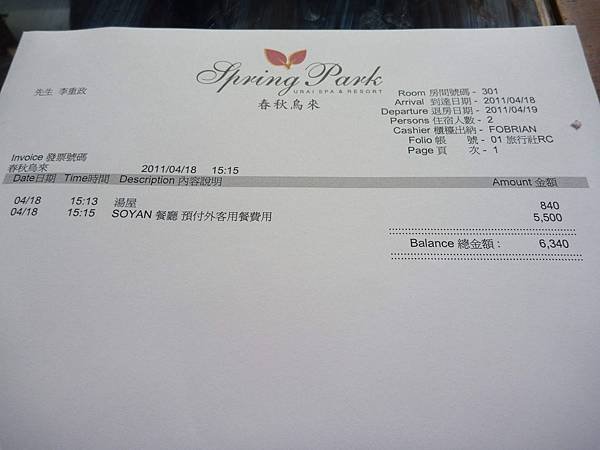 Spring Park
URAI SPA & RESORT
春秋烏來
先生 李重政
Room 房間號碼 - 301
Arrival 到達日期 - 2011/04/18
Departure 退房日期 - 2011/04/19
Persons 住宿人數 - 2
Cashier 櫃檯出納 - FOBRIAN
Folio 帳 號 - 01 旅行社RC
Page 頁 次 - 1
Invoice 發票號碼
春秋烏來 2011/04/18 15:15
Date日期 Time時間 Description 內容說明 Amount 金額
04/18 15:13 湯屋 840
04/18 15:15 SOYAN 餐廳 預付外客用餐費用 5,500
Balance 總金額 : 6,340